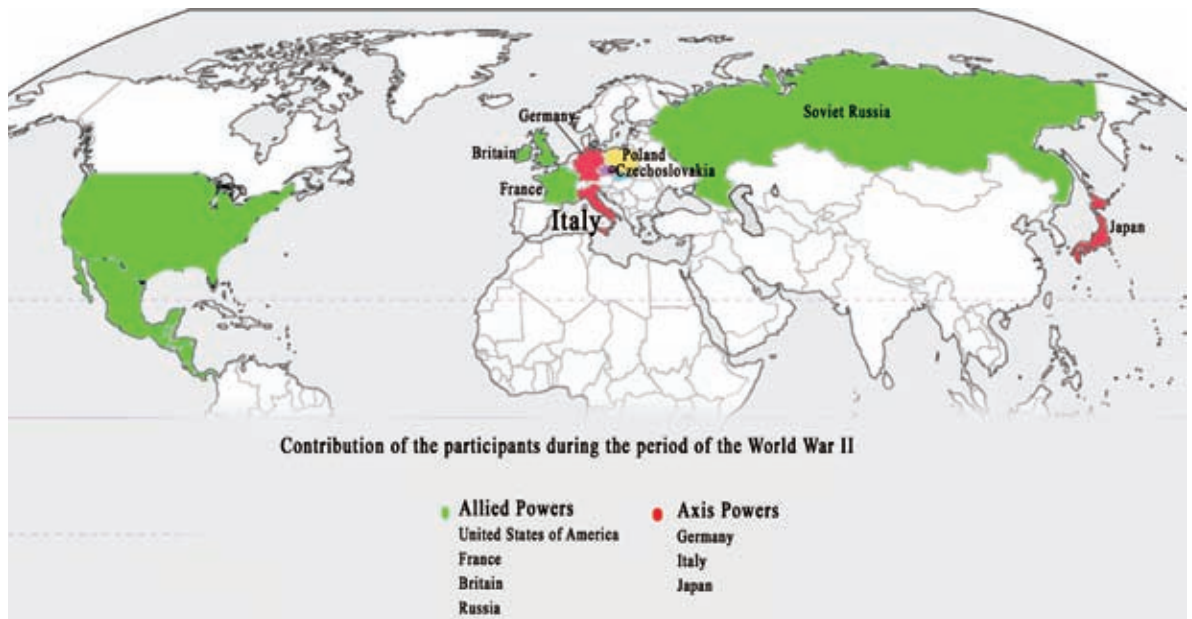 Soviet Russia
Germany
Britain
Poland
Czechoslovakia
France
Italy
Japan
Contribution of the participants during the period of the World War II
Allied Powers
United States of America
France
Britain
Russia
Axis Powers
Germany
Italy
Japan